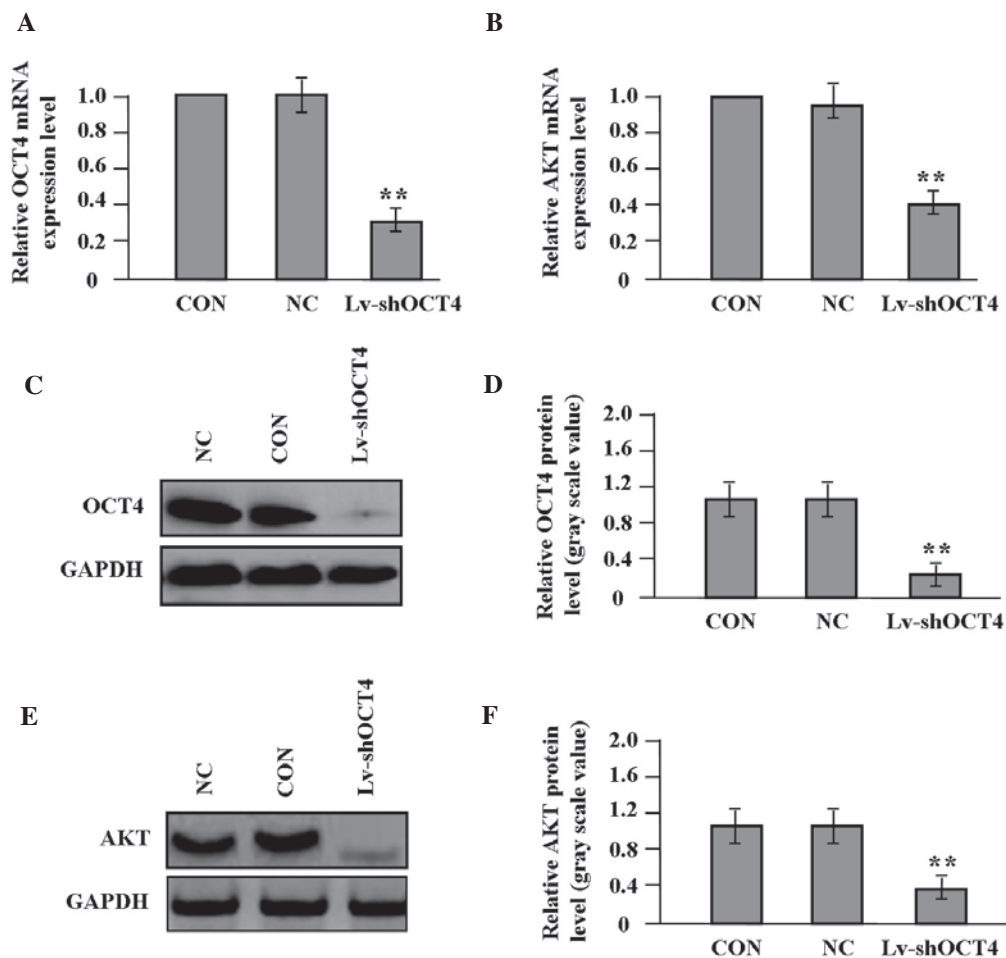 A
Relative OCT4 mRNA
expression level
1.0
0.8
0.6
0.4
0.2
0
**
CON NC Lv-shOCT4
B
Relative AKT mRNA
expression level
1.0
0.8
0.6
0.4
0.2
0
**
CON NC Lv-shOCT4
C
NC CON Lv-shOCT4
OCT4
GAPDH
D
Relative OCT4 protein
level (gray scale value)
2.0
1.6
1.2
0.8
0.4
0
**
CON NC Lv-shOCT4
E
NC CON Lv-shOCT4
AKT
GAPDH
F
Relative AKT protein
level (gray scale value)
2.0
1.6
1.2
0.8
0.4
0
**
CON NC Lv-shOCT4